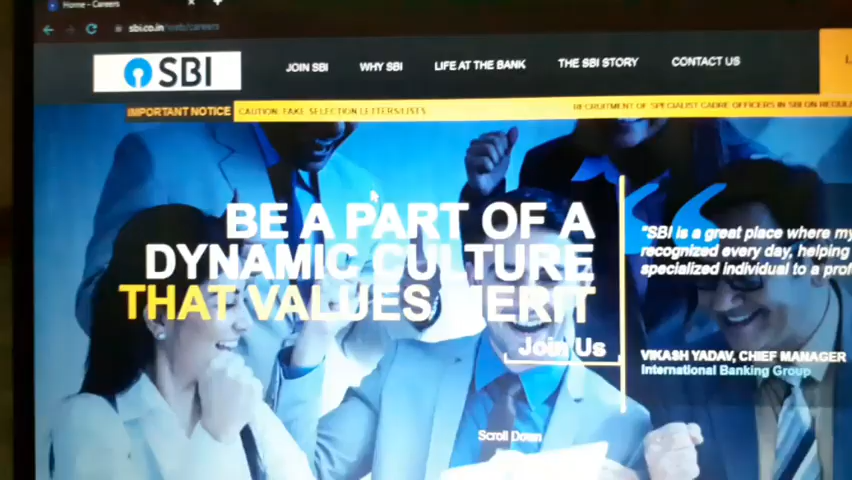 Home - Careers
sbi.co.in/web/careers
SBI
JOIN SBI
WHY SBI
LIFE AT THE BANK
THE SBI STORY
CONTACT US
IMPORTANT NOTICE
CAUTION: FAKE SELECTION LETTERS/LISTS
RECRUITMENT OF SPECIALIST CADRE OFFICERS IN SBI ON REGULA
BE A PART OF A
DYNAMIC CULTURE
THAT VALUES MERIT
Join Us
"SBI is a great place where my
recognized every day, helping
specialized individual to a prof
VIKASH YADAV, CHIEF MANAGER
International Banking Group
Scroll Down